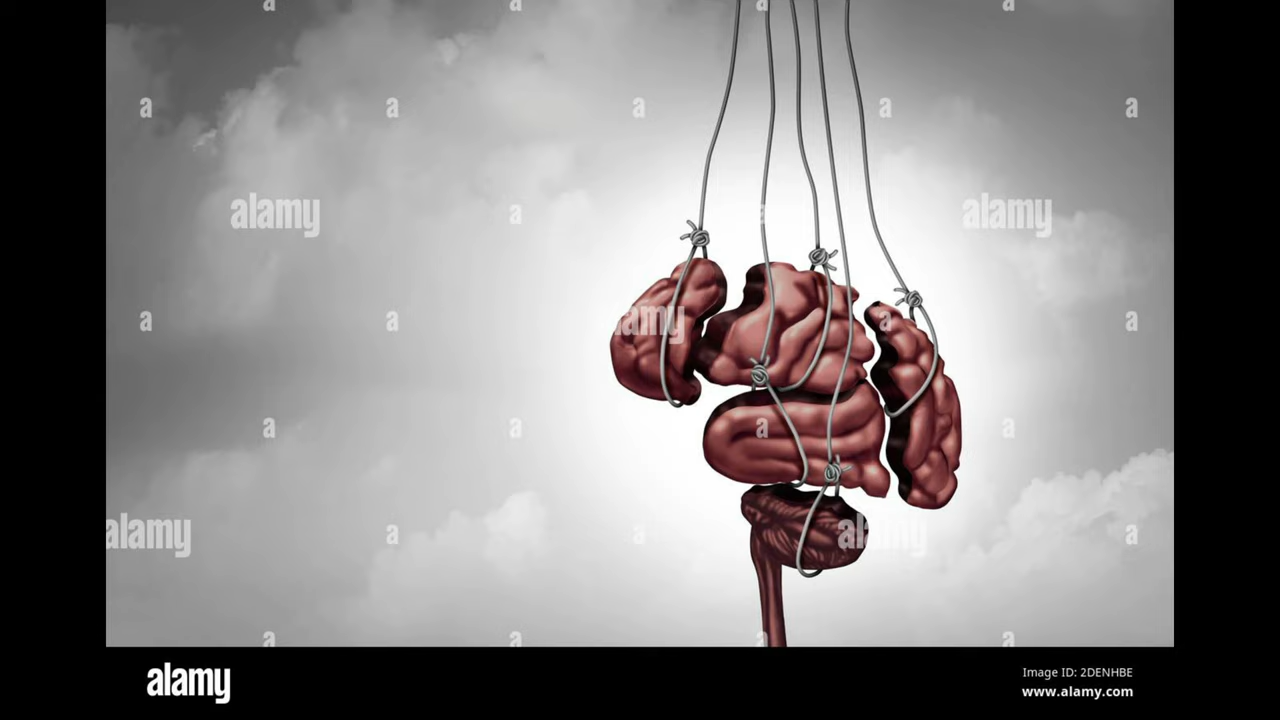 a a a
a a a a a
alamy a alamy
a a a a a
a a a a
alamy a a alamy a
a a a
alamy
Image ID: 2DENHBE
www.alamy.com